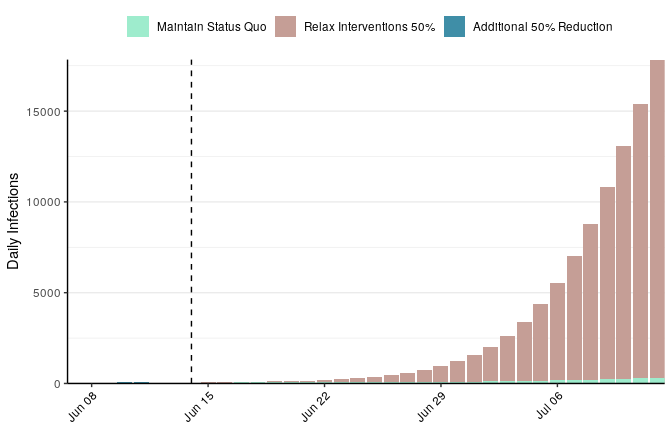 Maintain Status Quo Relax Interventions 50% Additional 50% Reduction
Daily Infections
15000
10000
5000
0
Jun 08 Jun 15 Jun 22 Jun 29 Jul 06